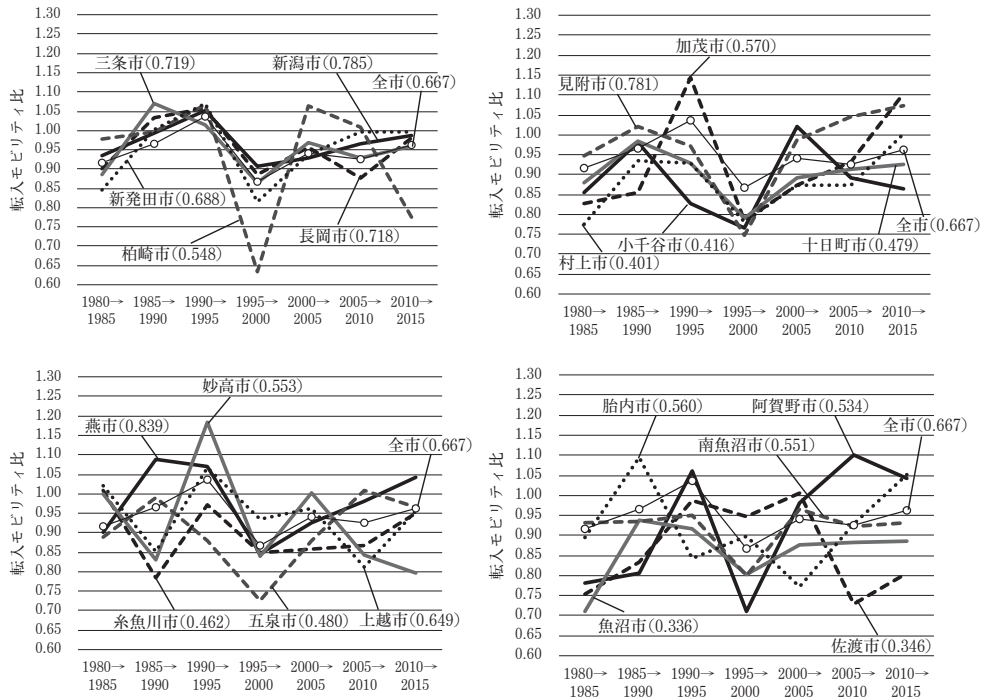 1.30
1.25
1.20
1.15
1.10
1.05
1.00
0.95
0.90
0.85
0.80
0.75
0.70
0.65
0.60
転入モビリティ比
三条市(0.719)
新潟市(0.785)
全市(0.667)
新発田市(0.688)
柏崎市(0.548)
長岡市(0.718)
1980→ 1985→ 1990→ 1995→ 2000→ 2005→ 2010→
1985 1990 1995 2000 2005 2010 2015
1.30
1.25
1.20
1.15
1.10
1.05
1.00
0.95
0.90
0.85
0.80
0.75
0.70
0.65
0.60
転入モビリティ比
加茂市(0.570)
見附市(0.781)
全市(0.667)
小千谷市(0.416)
十日町市(0.479)
村上市(0.401)
1980→ 1985→ 1990→ 1995→ 2000→ 2005→ 2010→
1985 1990 1995 2000 2005 2010 2015
1.30
1.25
1.20
1.15
1.10
1.05
1.00
0.95
0.90
0.85
0.80
0.75
0.70
0.65
0.60
転入モビリティ比
妙高市(0.553)
燕市(0.839)
全市(0.667)
糸魚川市(0.462)
五泉市(0.480)
上越市(0.649)
1980→ 1985→ 1990→ 1995→ 2000→ 2005→ 2010→
1985 1990 1995 2000 2005 2010 2015
1.30
1.25
1.20
1.15
1.10
1.05
1.00
0.95
0.90
0.85
0.80
0.75
0.70
0.65
0.60
転入モビリティ比
胎内市(0.560)
阿賀野市(0.534)
全市(0.667)
南魚沼市(0.551)
魚沼市(0.336)
佐渡市(0.346)
1980→ 1985→ 1990→ 1995→ 2000→ 2005→ 2010→
1985 1990 1995 2000 2005 2010 2015